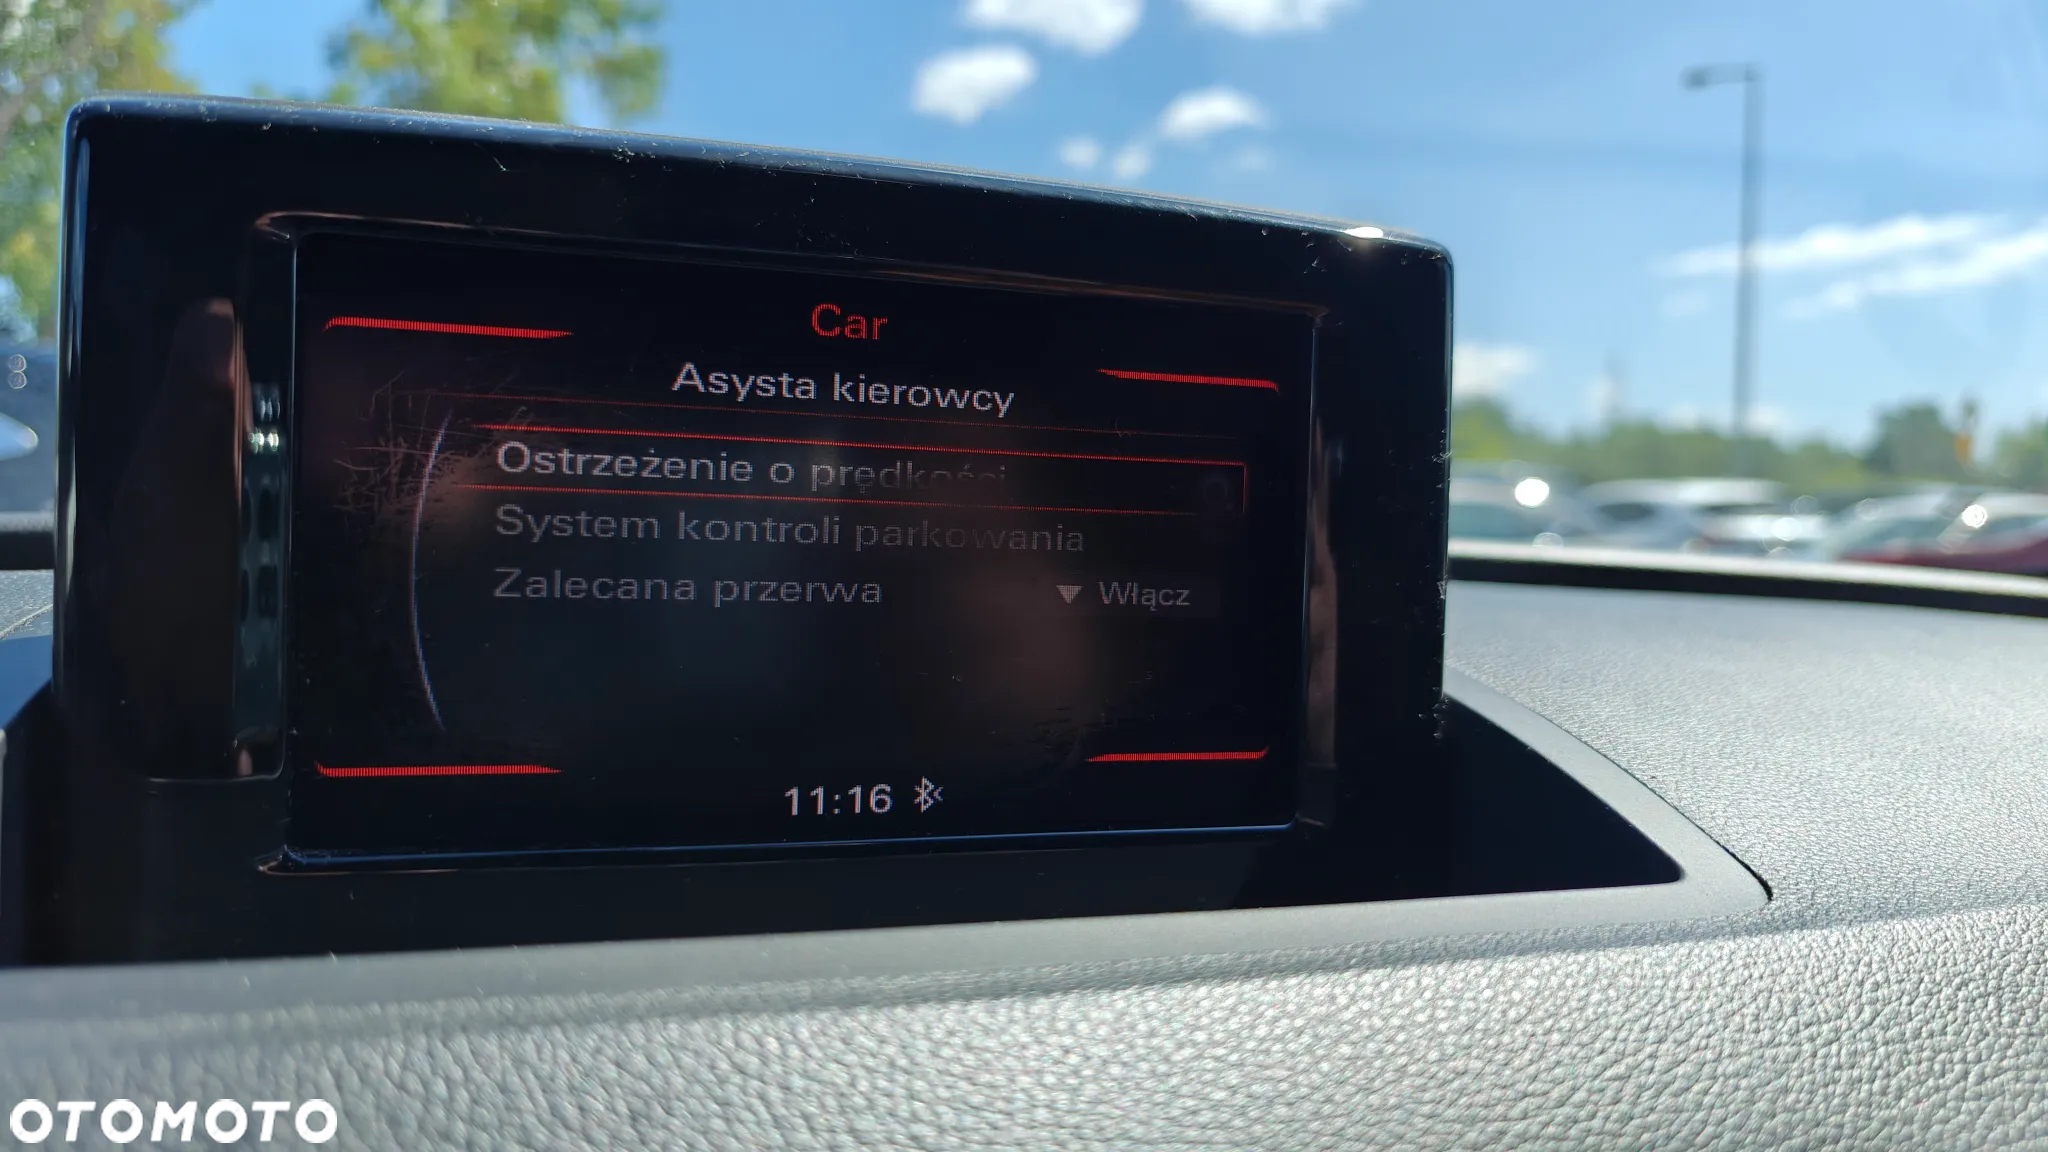 Car
Asysta kierowcy
Ostrzeżenie o prędkości
System kontroli parkowania
Zalecana przerwa ▼ Włącz
11:16
OTOMOTO